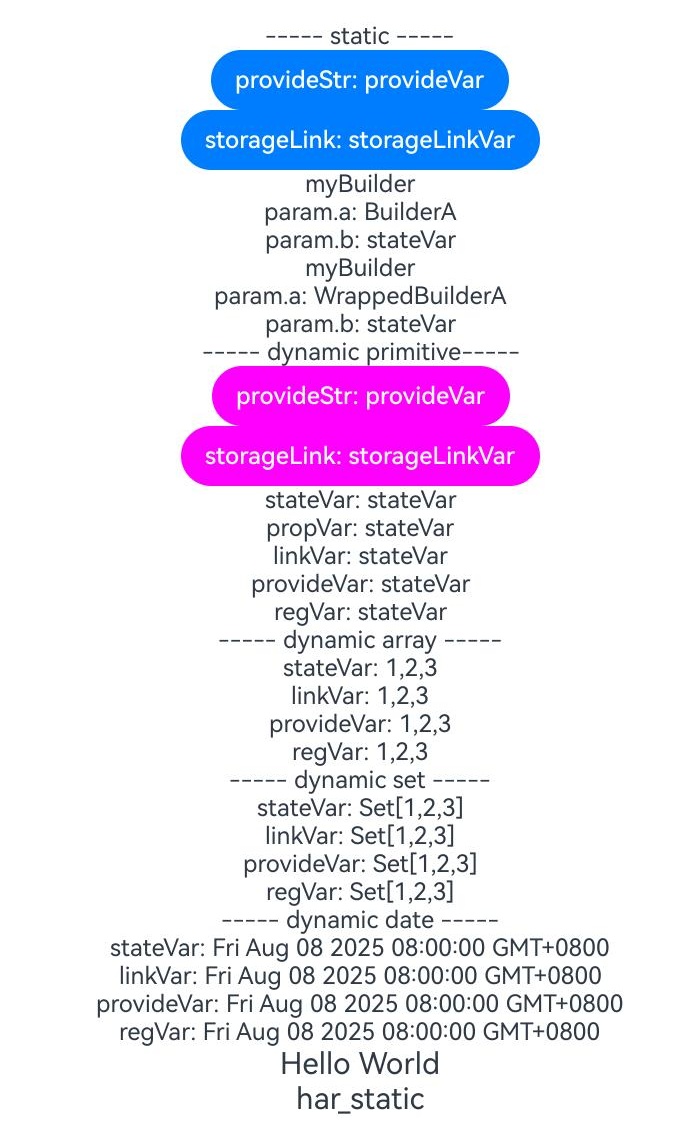 ----- static -----
provideStr: provideVar
storageLink: storageLinkVar
myBuilder
param.a: BuilderA
param.b: stateVar
myBuilder
param.a: WrappedBuilderA
param.b: stateVar
----- dynamic primitive-----
provideStr: provideVar
storageLink: storageLinkVar
stateVar: stateVar
propVar: stateVar
linkVar: stateVar
provideVar: stateVar
regVar: stateVar
----- dynamic array -----
stateVar: 1,2,3
linkVar: 1,2,3
provideVar: 1,2,3
regVar: 1,2,3
----- dynamic set -----
stateVar: Set[1,2,3]
linkVar: Set[1,2,3]
provideVar: Set[1,2,3]
regVar: Set[1,2,3]
----- dynamic date -----
stateVar: Fri Aug 08 2025 08:00:00 GMT+0800
linkVar: Fri Aug 08 2025 08:00:00 GMT+0800
provideVar: Fri Aug 08 2025 08:00:00 GMT+0800
regVar: Fri Aug 08 2025 08:00:00 GMT+0800
Hello World
har_static